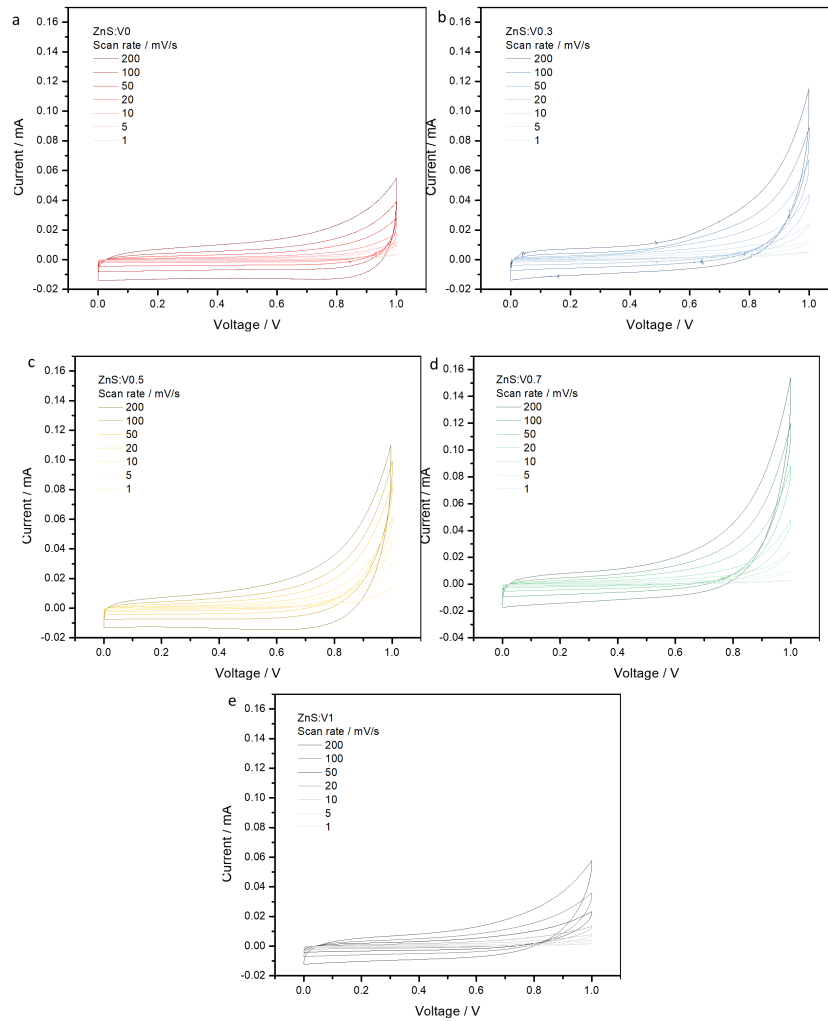 a
ZnS:V0
Scan rate / mV/s
200
100
50
20
10
5
1
0.16
0.14
0.12
0.10
0.08
0.06
0.04
0.02
0.00
-0.02
Current / mA
0.0 0.2 0.4 0.6 0.8 1.0
Voltage / V
b
ZnS:V0.3
Scan rate / mV/s
200
100
50
20
10
5
1
0.16
0.14
0.12
0.10
0.08
0.06
0.04
0.02
0.00
-0.02
Current / mA
0.0 0.2 0.4 0.6 0.8 1.0
Voltage / V
c
ZnS:V0.5
Scan rate / mV/s
200
100
50
20
10
5
1
0.16
0.14
0.12
0.10
0.08
0.06
0.04
0.02
0.00
-0.02
Current / mA
0.0 0.2 0.4 0.6 0.8 1.0
Voltage / V
d
ZnS:V0.7
Scan rate / mV/s
200
100
50
20
10
5
1
0.16
0.14
0.12
0.10
0.08
0.06
0.04
0.02
0.00
-0.02
-0.04
Current / mA
0.0 0.2 0.4 0.6 0.8 1.0
Voltage / V
e
ZnS:V1
Scan rate / mV/s
200
100
50
20
10
5
1
0.16
0.14
0.12
0.10
0.08
0.06
0.04
0.02
0.00
-0.02
Current / mA
0.0 0.2 0.4 0.6 0.8 1.0
Voltage / V